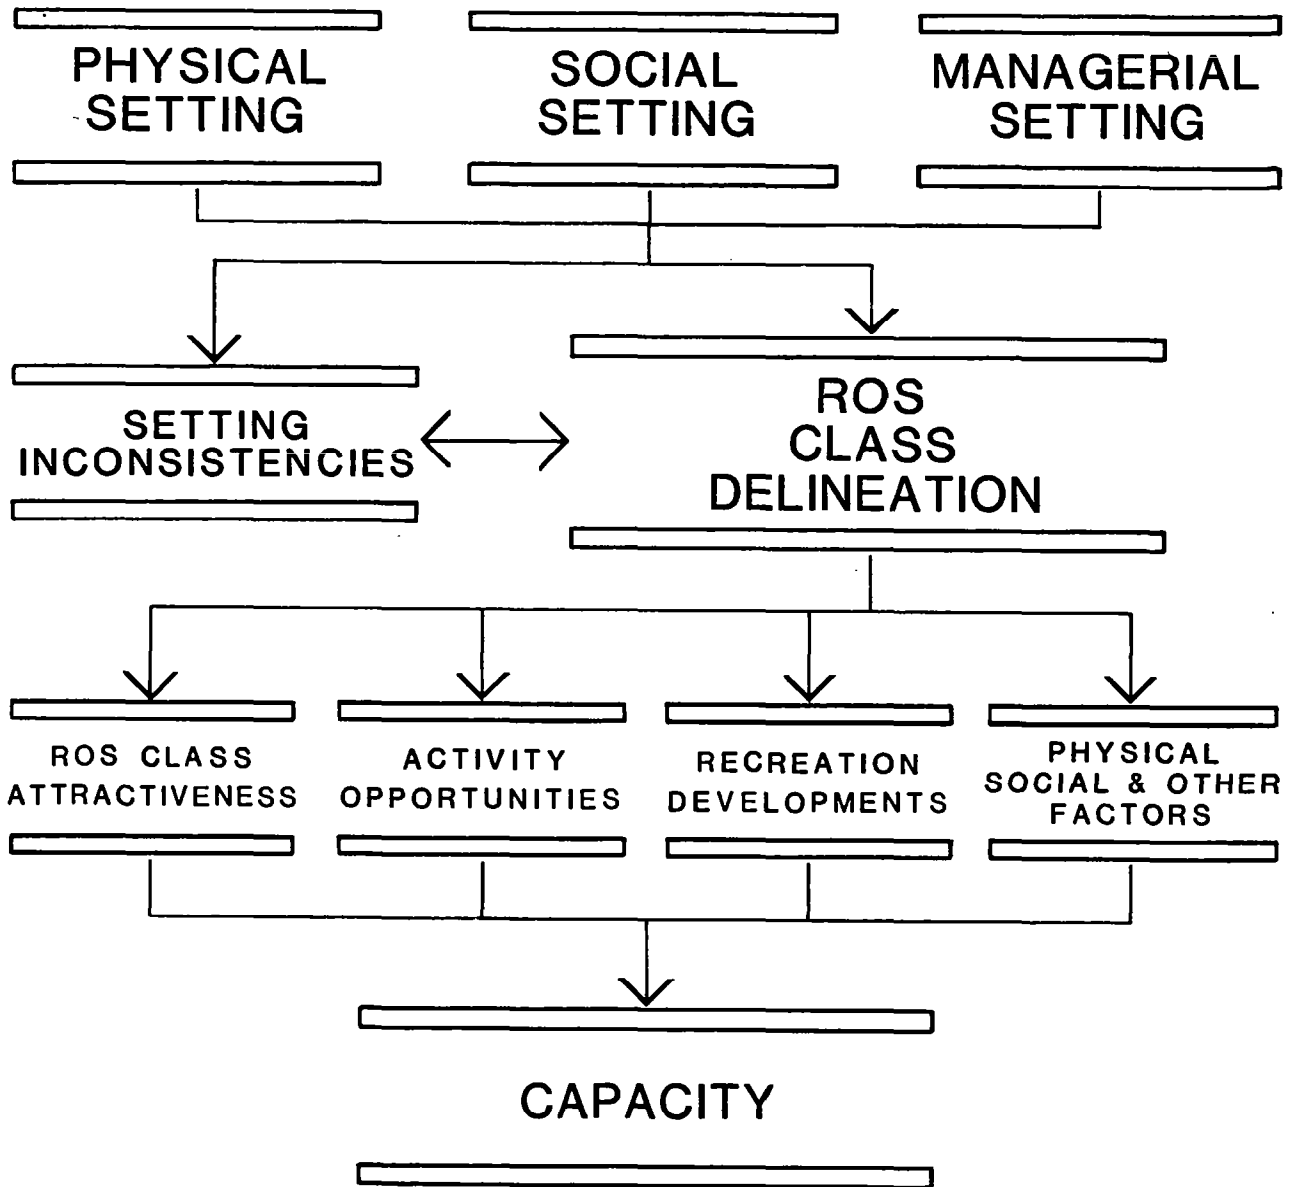 PHYSICAL
SETTING
SOCIAL
SETTING
MANAGERIAL
SETTING
SETTING
INCONSISTENCIES
ROS
CLASS
DELINEATION
ROS CLASS
ATTRACTIVENESS
ACTIVITY
OPPORTUNITIES
RECREATION
DEVELOPMENTS
PHYSICAL
SOCIAL & OTHER
FACTORS
CAPACITY